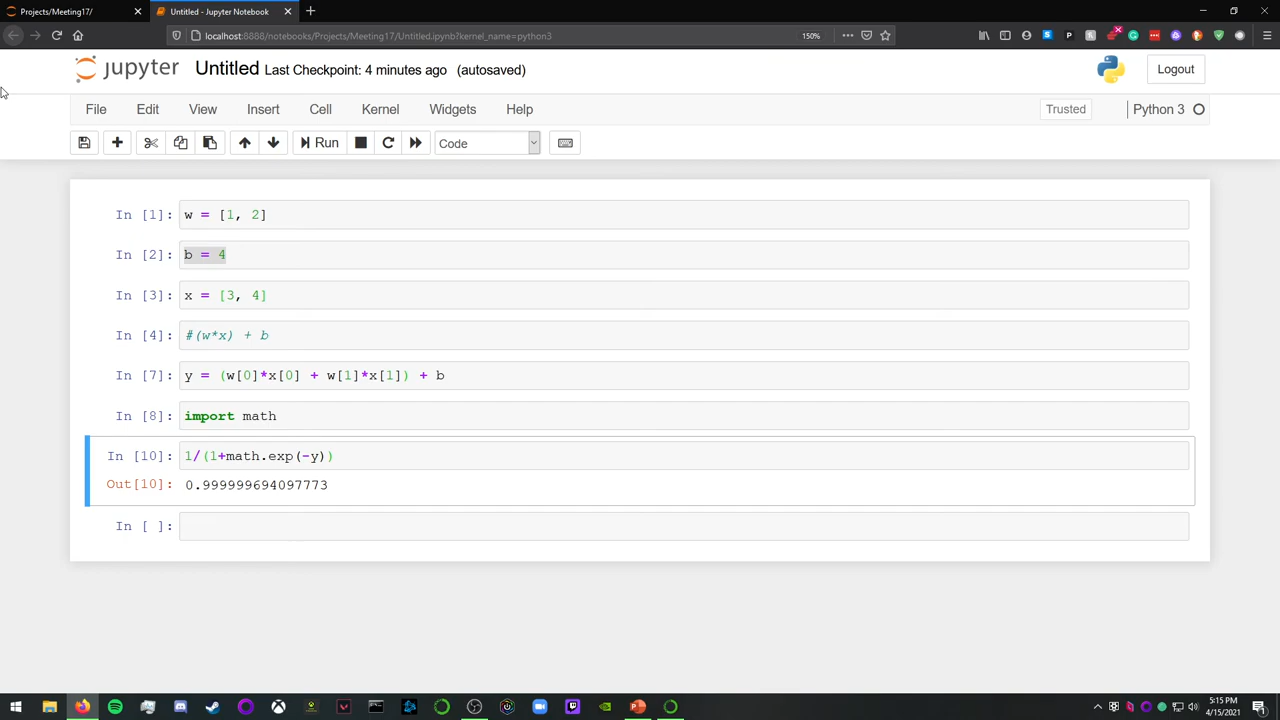 Projects/Meeting17/
Untitled - Jupyter Notebook
localhost:8888/notebooks/Projects/Meeting17/Untitled.ipynb?kernel_name=python3
150%
jupyter Untitled Last Checkpoint: 4 minutes ago (autosaved)
Logout
File Edit View Insert Cell Kernel Widgets Help
Trusted
Python 3
Run
Code
In [1]: w = [1, 2]
In [2]: b = 4
In [3]: x = [3, 4]
In [4]: #(w*x) + b
In [7]: y = (w[0]*x[0] + w[1]*x[1]) + b
In [8]: import math
In [10]: 1/(1+math.exp(-y))
Out[10]: 0.999999694097773
In [ ]:
5:15 PM
4/15/2021